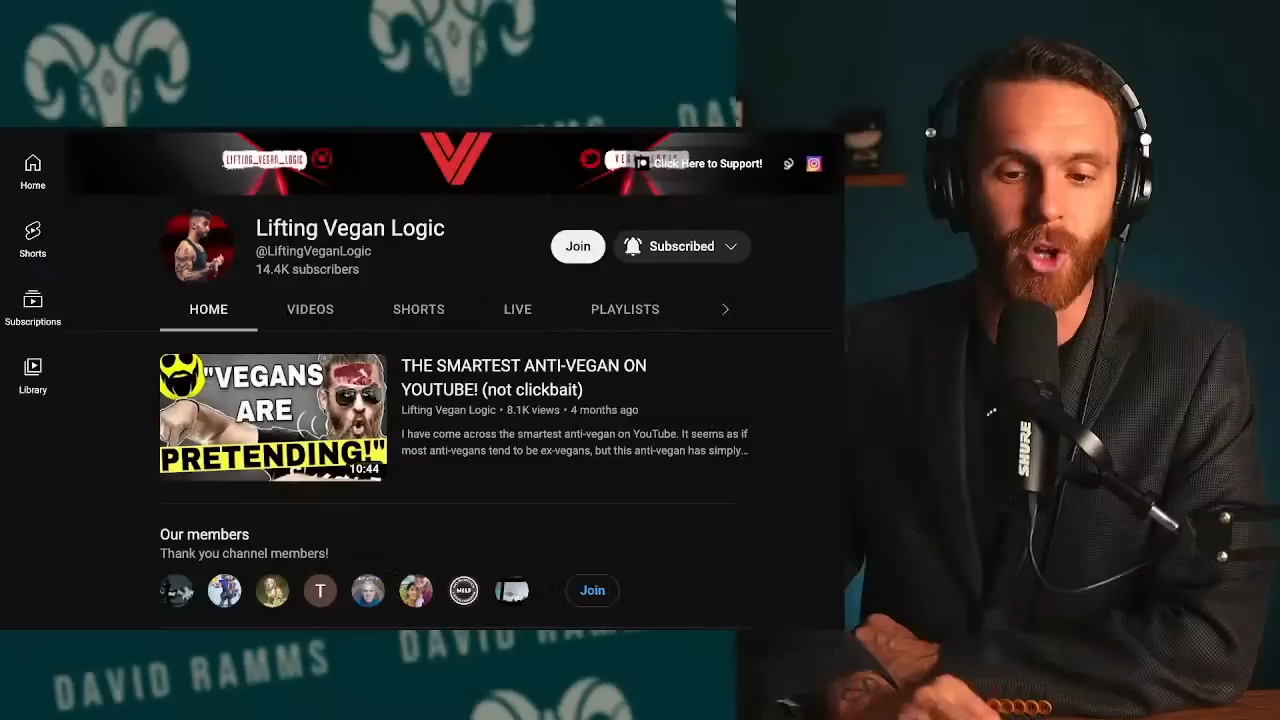 DAV
LIFTING_VEGAN_LOGIC
Click Here to Support!
Home
Shorts
Subscriptions
Library
Lifting Vegan Logic
@LiftingVeganLogic
14.4K subscribers
Join
Subscribed
HOME
VIDEOS
SHORTS
LIVE
PLAYLISTS
"VEGANS
ARE
PRETENDING!"
10:44
THE SMARTEST ANTI-VEGAN ON
YOUTUBE! (not clickbait)
Lifting Vegan Logic • 8.1K views • 4 months ago
I have come across the smartest anti-vegan on YouTube. It seems as if
most anti-vegans tend to be ex-vegans, but this anti-vegan has simply...
Our members
Thank you channel members!
T
MILF
Join
SHURE
DAVID RAMMS
DAVID